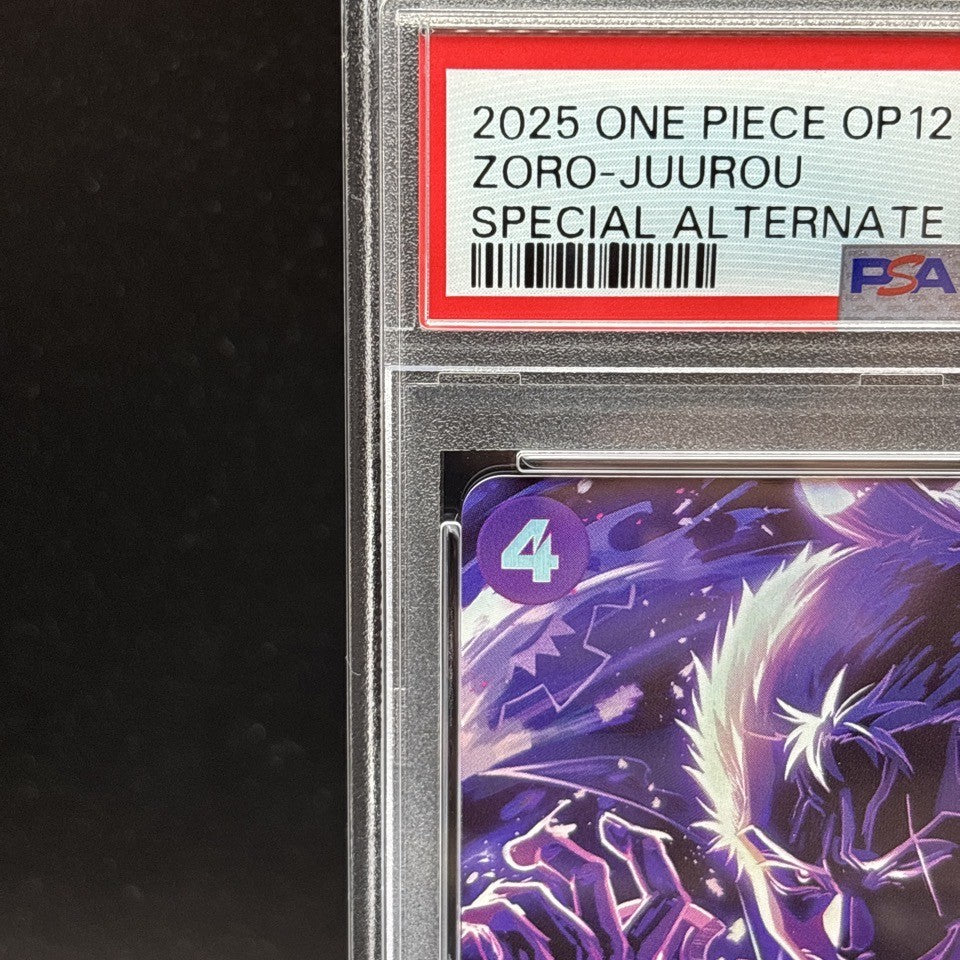 2025 ONE PIECE OP12
ZORO-JUUROU
SPECIAL ALTERNATE
PSA
4